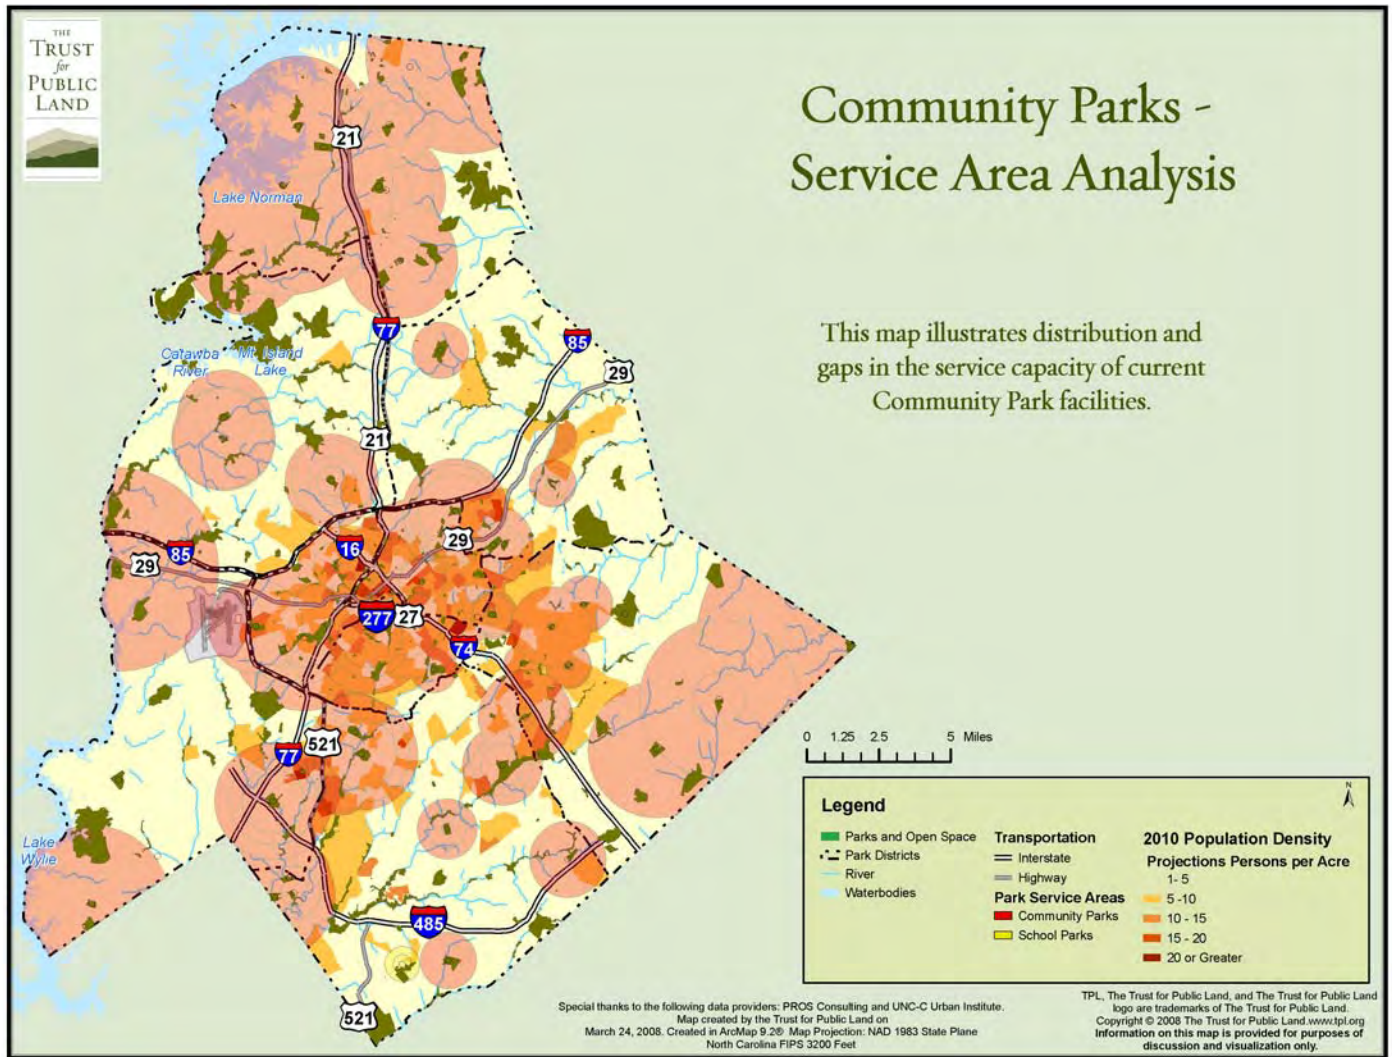 THE
TRUST
for
PUBLIC
LAND
Community Parks -
Service Area Analysis
This map illustrates distribution and
gaps in the service capacity of current
Community Park facilities.
21
Lake Norman
77
85
Catawba
River
Mt. Island
Lake
29
21
16
29
85
29
277
27
74
521
77
Lake
Wylie
485
521
0 1.25 2.5 5 Miles
N
Legend
Parks and Open Space
Park Districts
River
Waterbodies
Transportation
Interstate
Highway
Park Service Areas
Community Parks
School Parks
2010 Population Density
Projections Persons per Acre
1- 5
5 -10
10 - 15
15 - 20
20 or Greater
Special thanks to the following data providers: PROS Consulting and UNC-C Urban Institute.
Map created by the Trust for Public Land on
March 24, 2008. Created in ArcMap 9.2® Map Projection: NAD 1983 State Plane
North Carolina FIPS 3200 Feet
TPL, The Trust for Public Land, and The Trust for Public Land
logo are trademarks of The Trust for Public Land.
Copyright © 2008 The Trust for Public Land.www.tpl.org
Information on this map is provided for purposes of
discussion and visualization only.